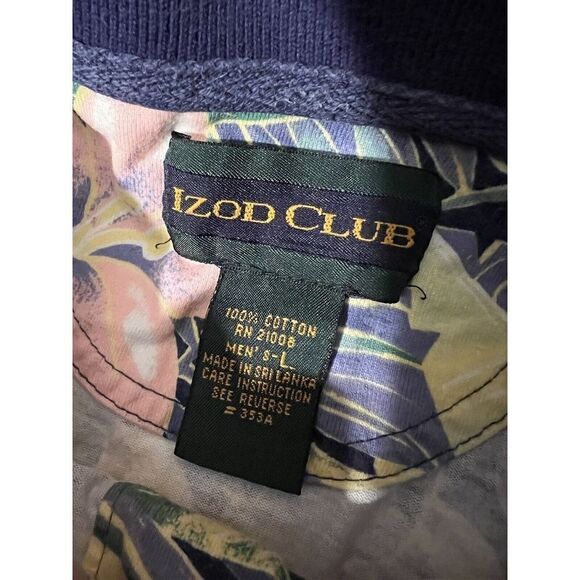 IZOD CLUB
100% COTTON
RN 21008
MEN'S-L
MADE IN SRI LANKA
CARE INSTRUCTION
SEE REVERSE
= 353A